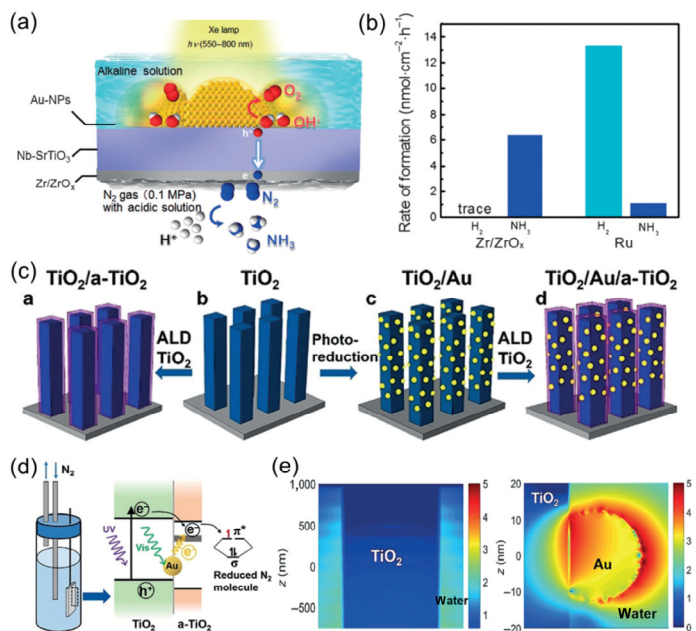 (a)
Xe lamp
hν(550–800 nm)
Alkaline solution
Au-NPs
O₂
OH⁻
h⁺
Nb-SrTiO₃
e⁻
Zr/ZrOₓ
N₂ gas (0.1 MPa)
with acidic solution
N₂
H⁺
NH₃
(b)
Rate of formation (nmol·cm⁻²·h⁻¹)
14
12
10
8
6
4
2
0
trace
H₂
NH₃
H₂
NH₃
Zr/ZrOₓ
Ru
(c)
TiO₂/a-TiO₂
TiO₂
TiO₂/Au
TiO₂/Au/a-TiO₂
a
b
c
d
ALD
TiO₂
Photo-
reduction
ALD
TiO₂
(d)
N₂
UV
Vis
e⁻
e⁻
e⁻
Au
h⁺
π*
σ
Reduced N₂
molecule
TiO₂
a-TiO₂
(e)
z (nm)
1,000
500
0
−500
TiO₂
Water
5
4
3
2
1
z (nm)
20
10
0
−10
−20
TiO₂
Au
Water
5
4
3
2
1
0